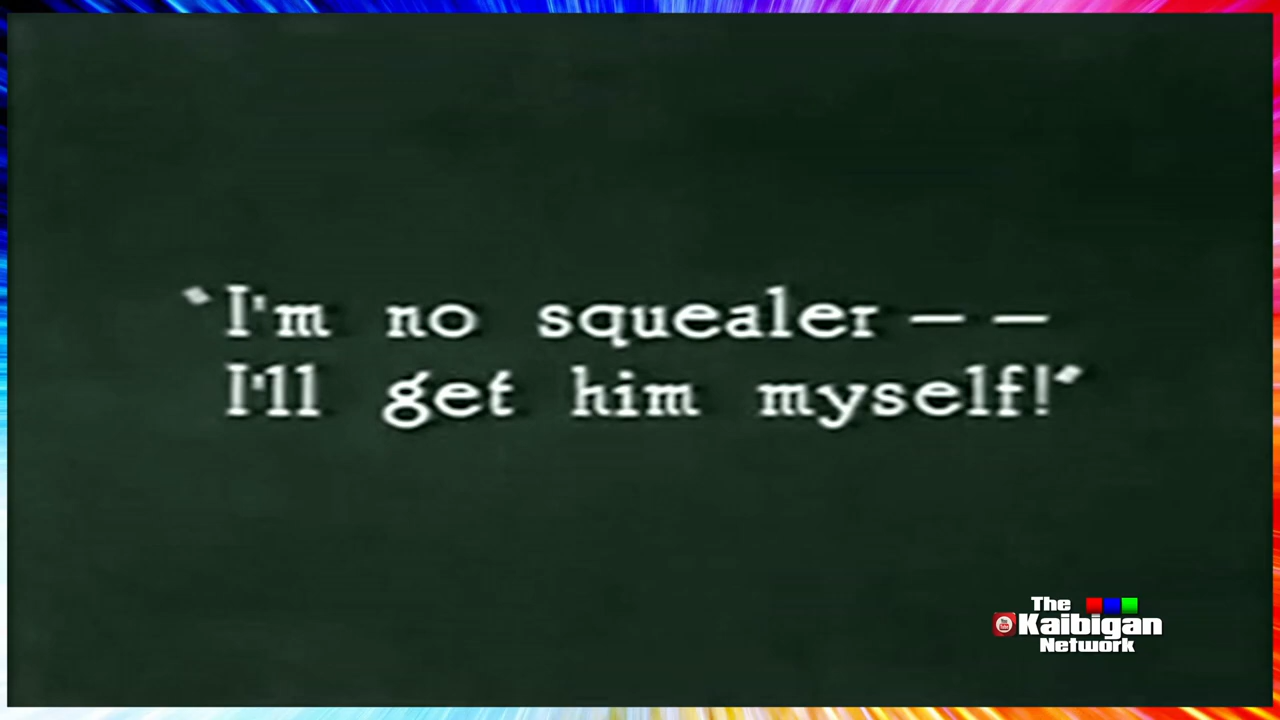 "I'm no squealer — —
I'll get him myself!"
The
Kaibigan
Network